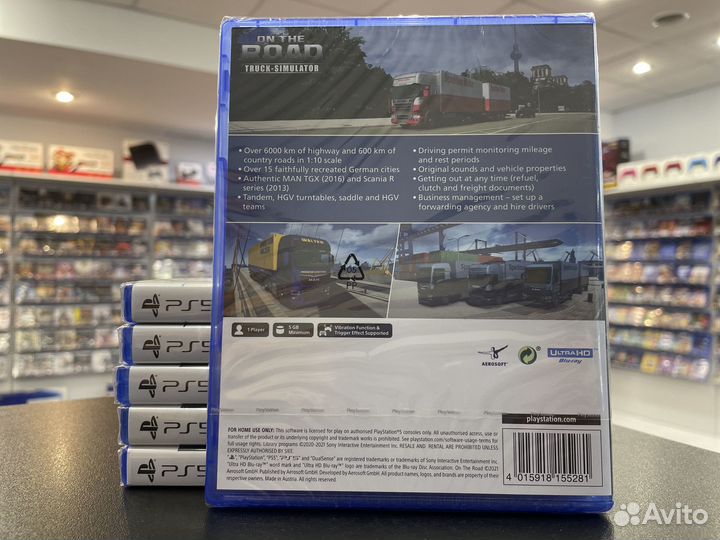 ON THE
ROAD
TRUCK-SIMULATOR
• Over 6000 km of highway and 600 km of
country roads in 1:10 scale
• Over 15 faithfully recreated German cities
• Authentic MAN TGX (2016) and Scania R
series (2013)
• Tandem, HGV turntables, saddle and HGV
teams
• Driving permit monitoring mileage
and rest periods
• Original sounds and vehicle properties
• Getting out at any time (refuel,
clutch and freight documents)
• Business management – set up a
forwarding agency and hire drivers
05
PP
1 Player
5 GB
Minimum
Vibration Function &
Trigger Effect Supported
AEROSOFT
ULTRA HD
Blu-ray
PS5
PS5
PS5
PS5
PS5
playstation.com
FOR HOME USE ONLY: This software is licensed for play on authorised PlayStation®5 consoles only. All unauthorised access, use or
transfer of the product or its underlying copyright and trademark works is prohibited. See playstation.com/software-usage-terms for
full usage rights. Library programs ©2020-2021 Sony Interactive Entertainment Inc. RESALE AND RENTAL ARE PROHIBITED UNLESS
EXPRESSLY AUTHORISED BY SIEE.
"PlayStation", "PS5", "PS5" and "DualSense" are registered trademarks or trademarks of Sony Interactive Entertainment Inc.
"Ultra HD Blu-ray™" word mark and "Ultra HD Blu-ray™" logo are trademarks of the Blu-ray Disc Association. On The Road ©2021
Aerosoft GmbH. Published by Aerosoft GmbH. Developed by Aerosoft GmbH. All product names, logos, and brands are property of their
respective owners. Made in Austria. All rights reserved.
4 015918 155281
Avito